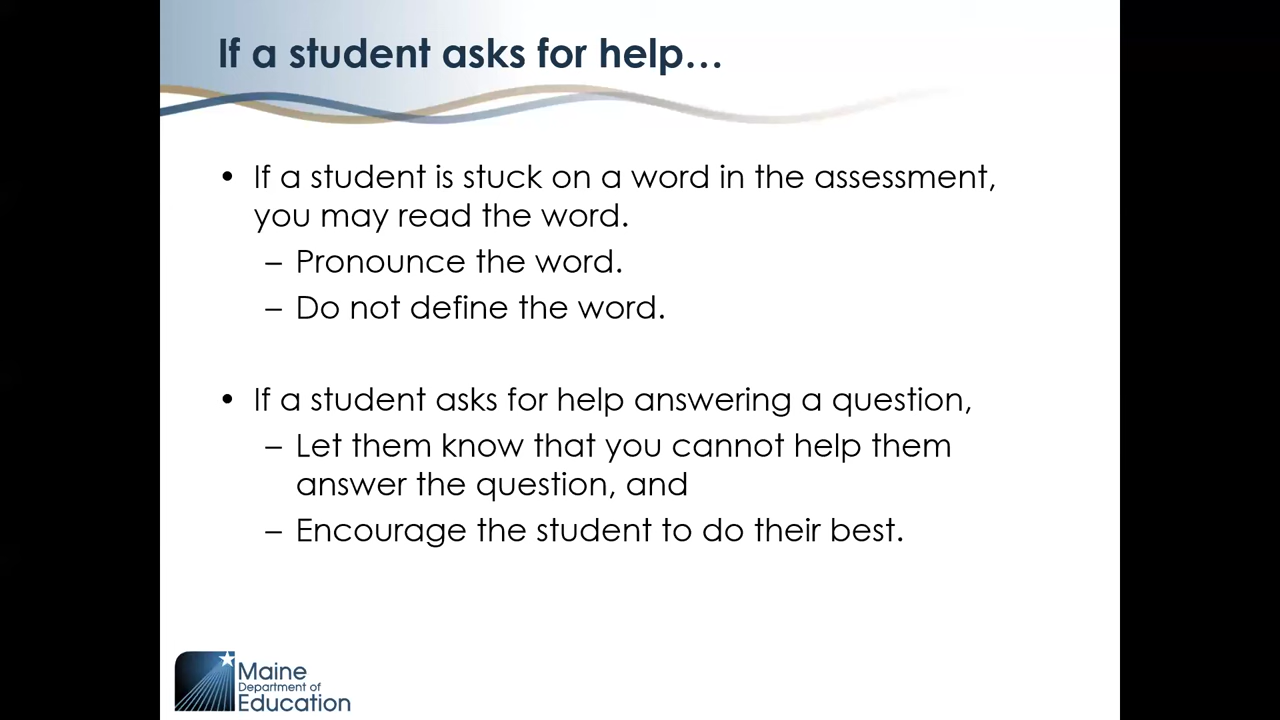 If a student asks for help...
• If a student is stuck on a word in the assessment,
you may read the word.
– Pronounce the word.
– Do not define the word.
• If a student asks for help answering a question,
– Let them know that you cannot help them
answer the question, and
– Encourage the student to do their best.
Maine
Department of
Education